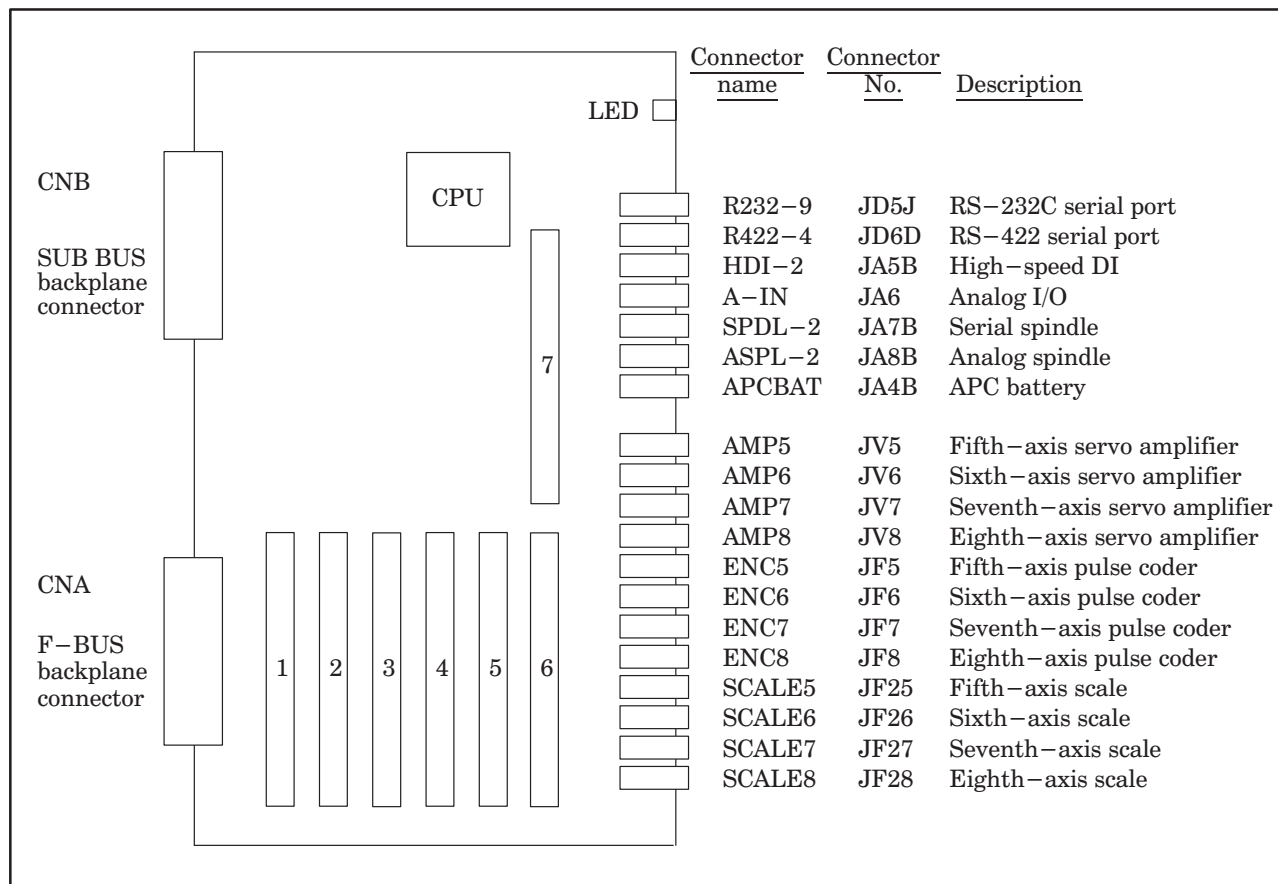 Connector name Connector No. Description
LED
CNB
CPU
SUB BUS
backplane
connector
R232−9 JD5J RS−232C serial port
R422−4 JD6D RS−422 serial port
HDI−2 JA5B High−speed DI
A−IN JA6 Analog I/O
SPDL−2 JA7B Serial spindle
ASPL−2 JA8B Analog spindle
APCBAT JA4B APC battery
7
AMP5 JV5 Fifth−axis servo amplifier
AMP6 JV6 Sixth−axis servo amplifier
AMP7 JV7 Seventh−axis servo amplifier
AMP8 JV8 Eighth−axis servo amplifier
ENC5 JF5 Fifth−axis pulse coder
ENC6 JF6 Sixth−axis pulse coder
ENC7 JF7 Seventh−axis pulse coder
ENC8 JF8 Eighth−axis pulse coder
SCALE5 JF25 Fifth−axis scale
SCALE6 JF26 Sixth−axis scale
SCALE7 JF27 Seventh−axis scale
SCALE8 JF28 Eighth−axis scale
CNA
F−BUS
backplane
connector
1 2 3 4 5 6